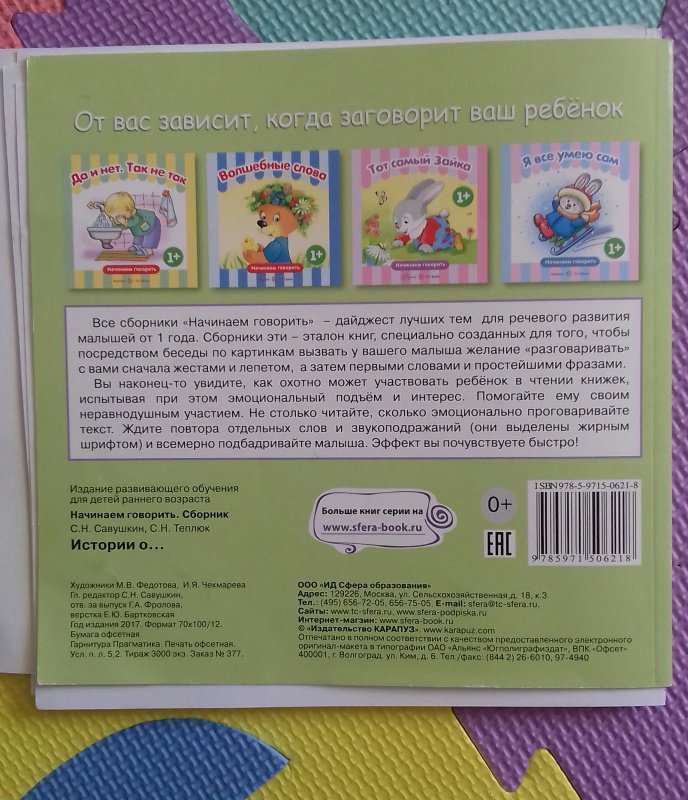 От вас зависит, когда заговорит ваш ребёнок
Да и нет. Так не так
1+
Начинаем говорить
Волшебные слова
1+
Начинаем говорить
Тот самый Зайка
1+
Начинаем говорить
Я все умею сам
1+
Начинаем говорить
Все сборники «Начинаем говорить» – дайджест лучших тем для речевого развития
малышей от 1 года. Сборники эти – эталон книг, специально созданных для того, чтобы
посредством беседы по картинкам вызвать у вашего малыша желание «разговаривать»
с вами сначала жестами и лепетом, а затем первыми словами и простейшими фразами.
Вы наконец-то увидите, как охотно может участвовать ребёнок в чтении книжек,
испытывая при этом эмоциональный подъём и интерес. Помогайте ему своим
неравнодушным участием. Не столько читайте, сколько эмоционально проговаривайте
текст. Ждите повтора отдельных слов и звукоподражаний (они выделены жирным
шрифтом) и всемерно подбадривайте малыша. Эффект вы почувствуете быстро!
Издание развивающего обучения
для детей раннего возраста
Начинаем говорить. Сборник
С.Н. Савушкин, С.Н. Теплюк
Истории о...
Больше книг серии на
www.sfera-book.ru
0+
EAC
ISBN 978-5-9715-0621-8
9 785971 506218
Художники М.В. Федотова, И.Я. Чекмарева
Гл. редактор С.Н. Савушкин,
отв. за выпуск Г.А. Фролова,
верстка Е.Ю. Бартковская
Год издания 2017. Формат 70x100/12.
Бумага офсетная
Гарнитура Прагматика. Печать офсетная.
Усл. п. л. 5,2. Тираж 3000 экз. Заказ № 377.
ООО «ИД Сфера образования»
Адрес: 129226, Москва, ул. Сельскохозяйственная, д. 18, к.3.
Тел.: (495) 656-72-05, 656-75-05. E-mail: sfera@tc-sfera.ru.
Сайты: www.tc-sfera.ru, www.sfera-podpiska.ru
Интернет-магзин: www.sfera-book.ru
© «Издательство КАРАПУЗ». www.karapuz.com
Отпечатано в полном соответствии с качеством предоставленного электронного
оригинал-макета в типографии ОАО «Альянс «Югполиграфиздат», ВПК «Офсет»
400001, г. Волгоград, ул. Ким, д. 6. Тел./факс: (844 2) 26-6010, 97-4940